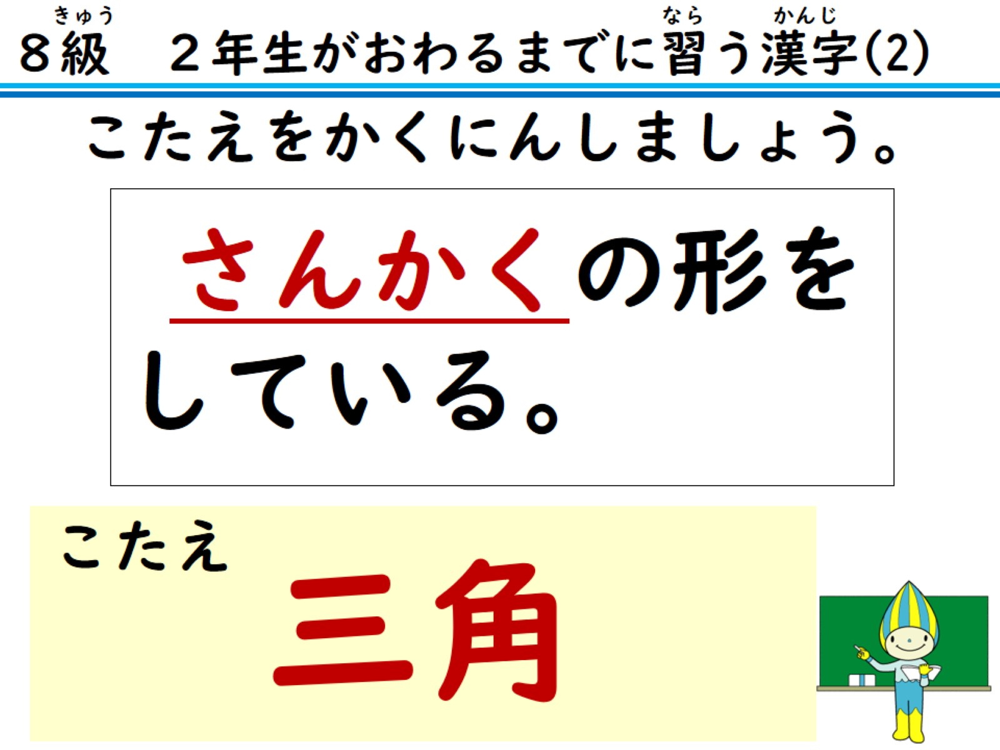 きゅう なら かんじ
8級 2年生がおわるまでに習う漢字(2)
こたえをかくにんしましょう。
さんかくの形を
している。
こたえ
三角